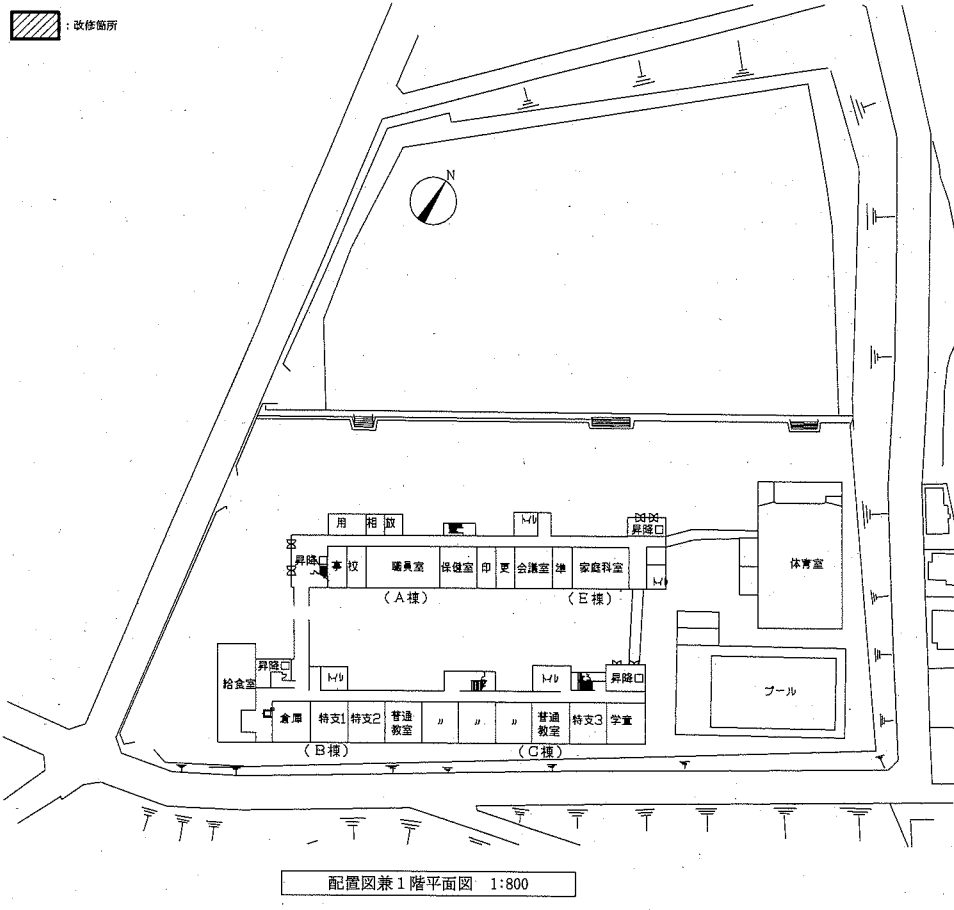 ：改修箇所
N
用 相 放
トイレ
昇降口
昇降口
事 校 職員室 保健室 印 更 会議室 準 家庭科室
トイレ
体育室
(A棟) (E棟)
給食室
昇降口
トイレ
トイレ
昇降口
プール
倉庫 特支1 特支2 普通教室 〃 〃 〃 普通教室 特支3 学童
(B棟) (C棟)
配置図兼1階平面図 1:800